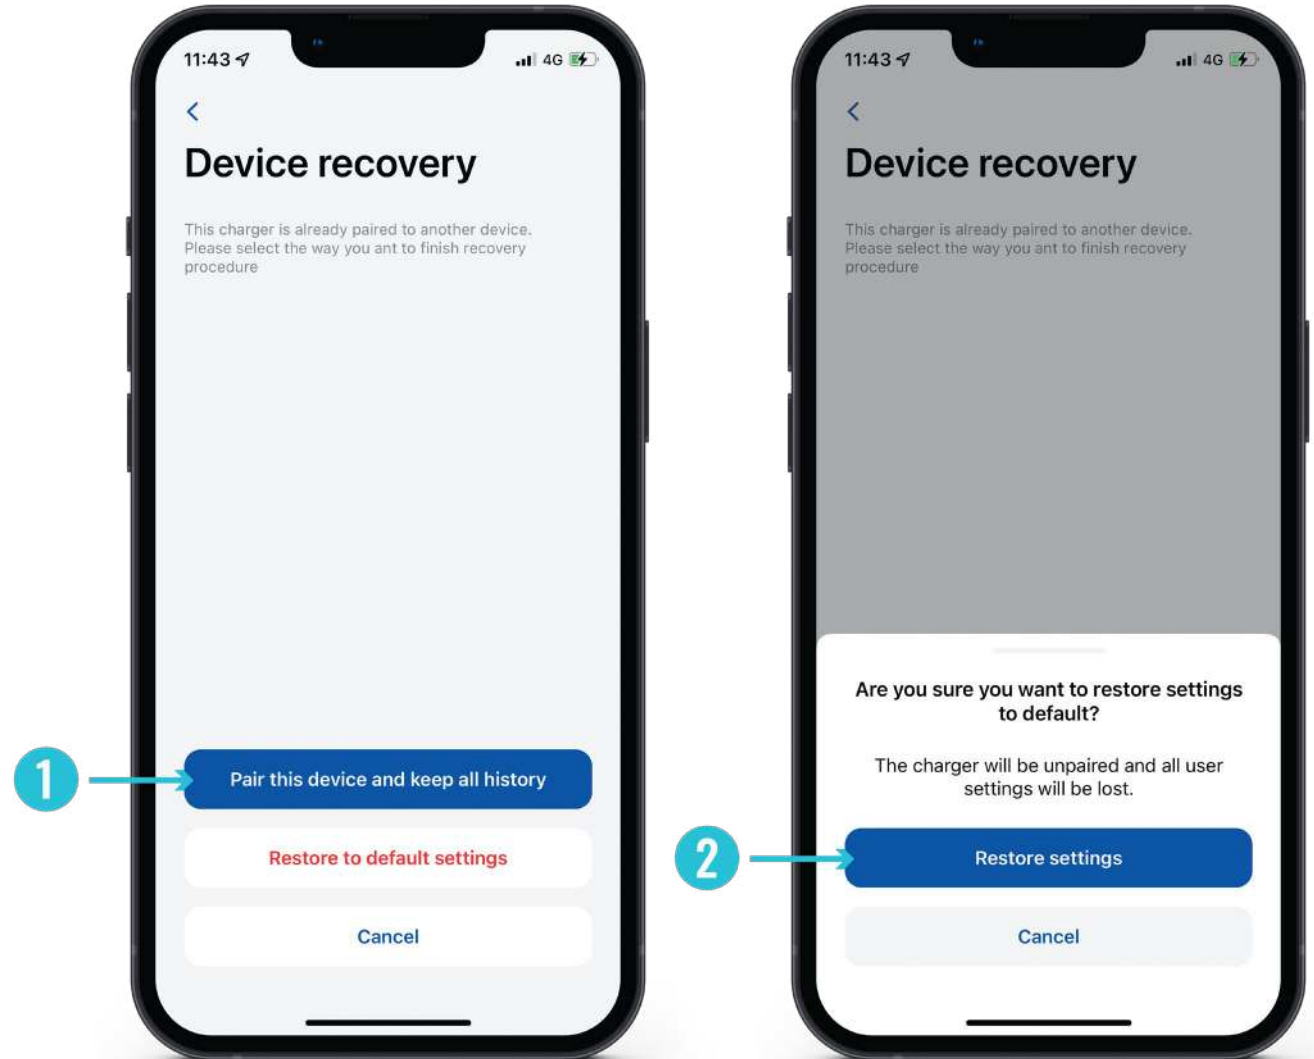 11:43
4G
Device recovery
This charger is already paired to another device.
Please select the way you ant to finish recovery
procedure
1
Pair this device and keep all history
Restore to default settings
Cancel
11:43
4G
Device recovery
This charger is already paired to another device.
Please select the way you ant to finish recovery
procedure
Are you sure you want to restore settings
to default?
The charger will be unpaired and all user
settings will be lost.
2
Restore settings
Cancel